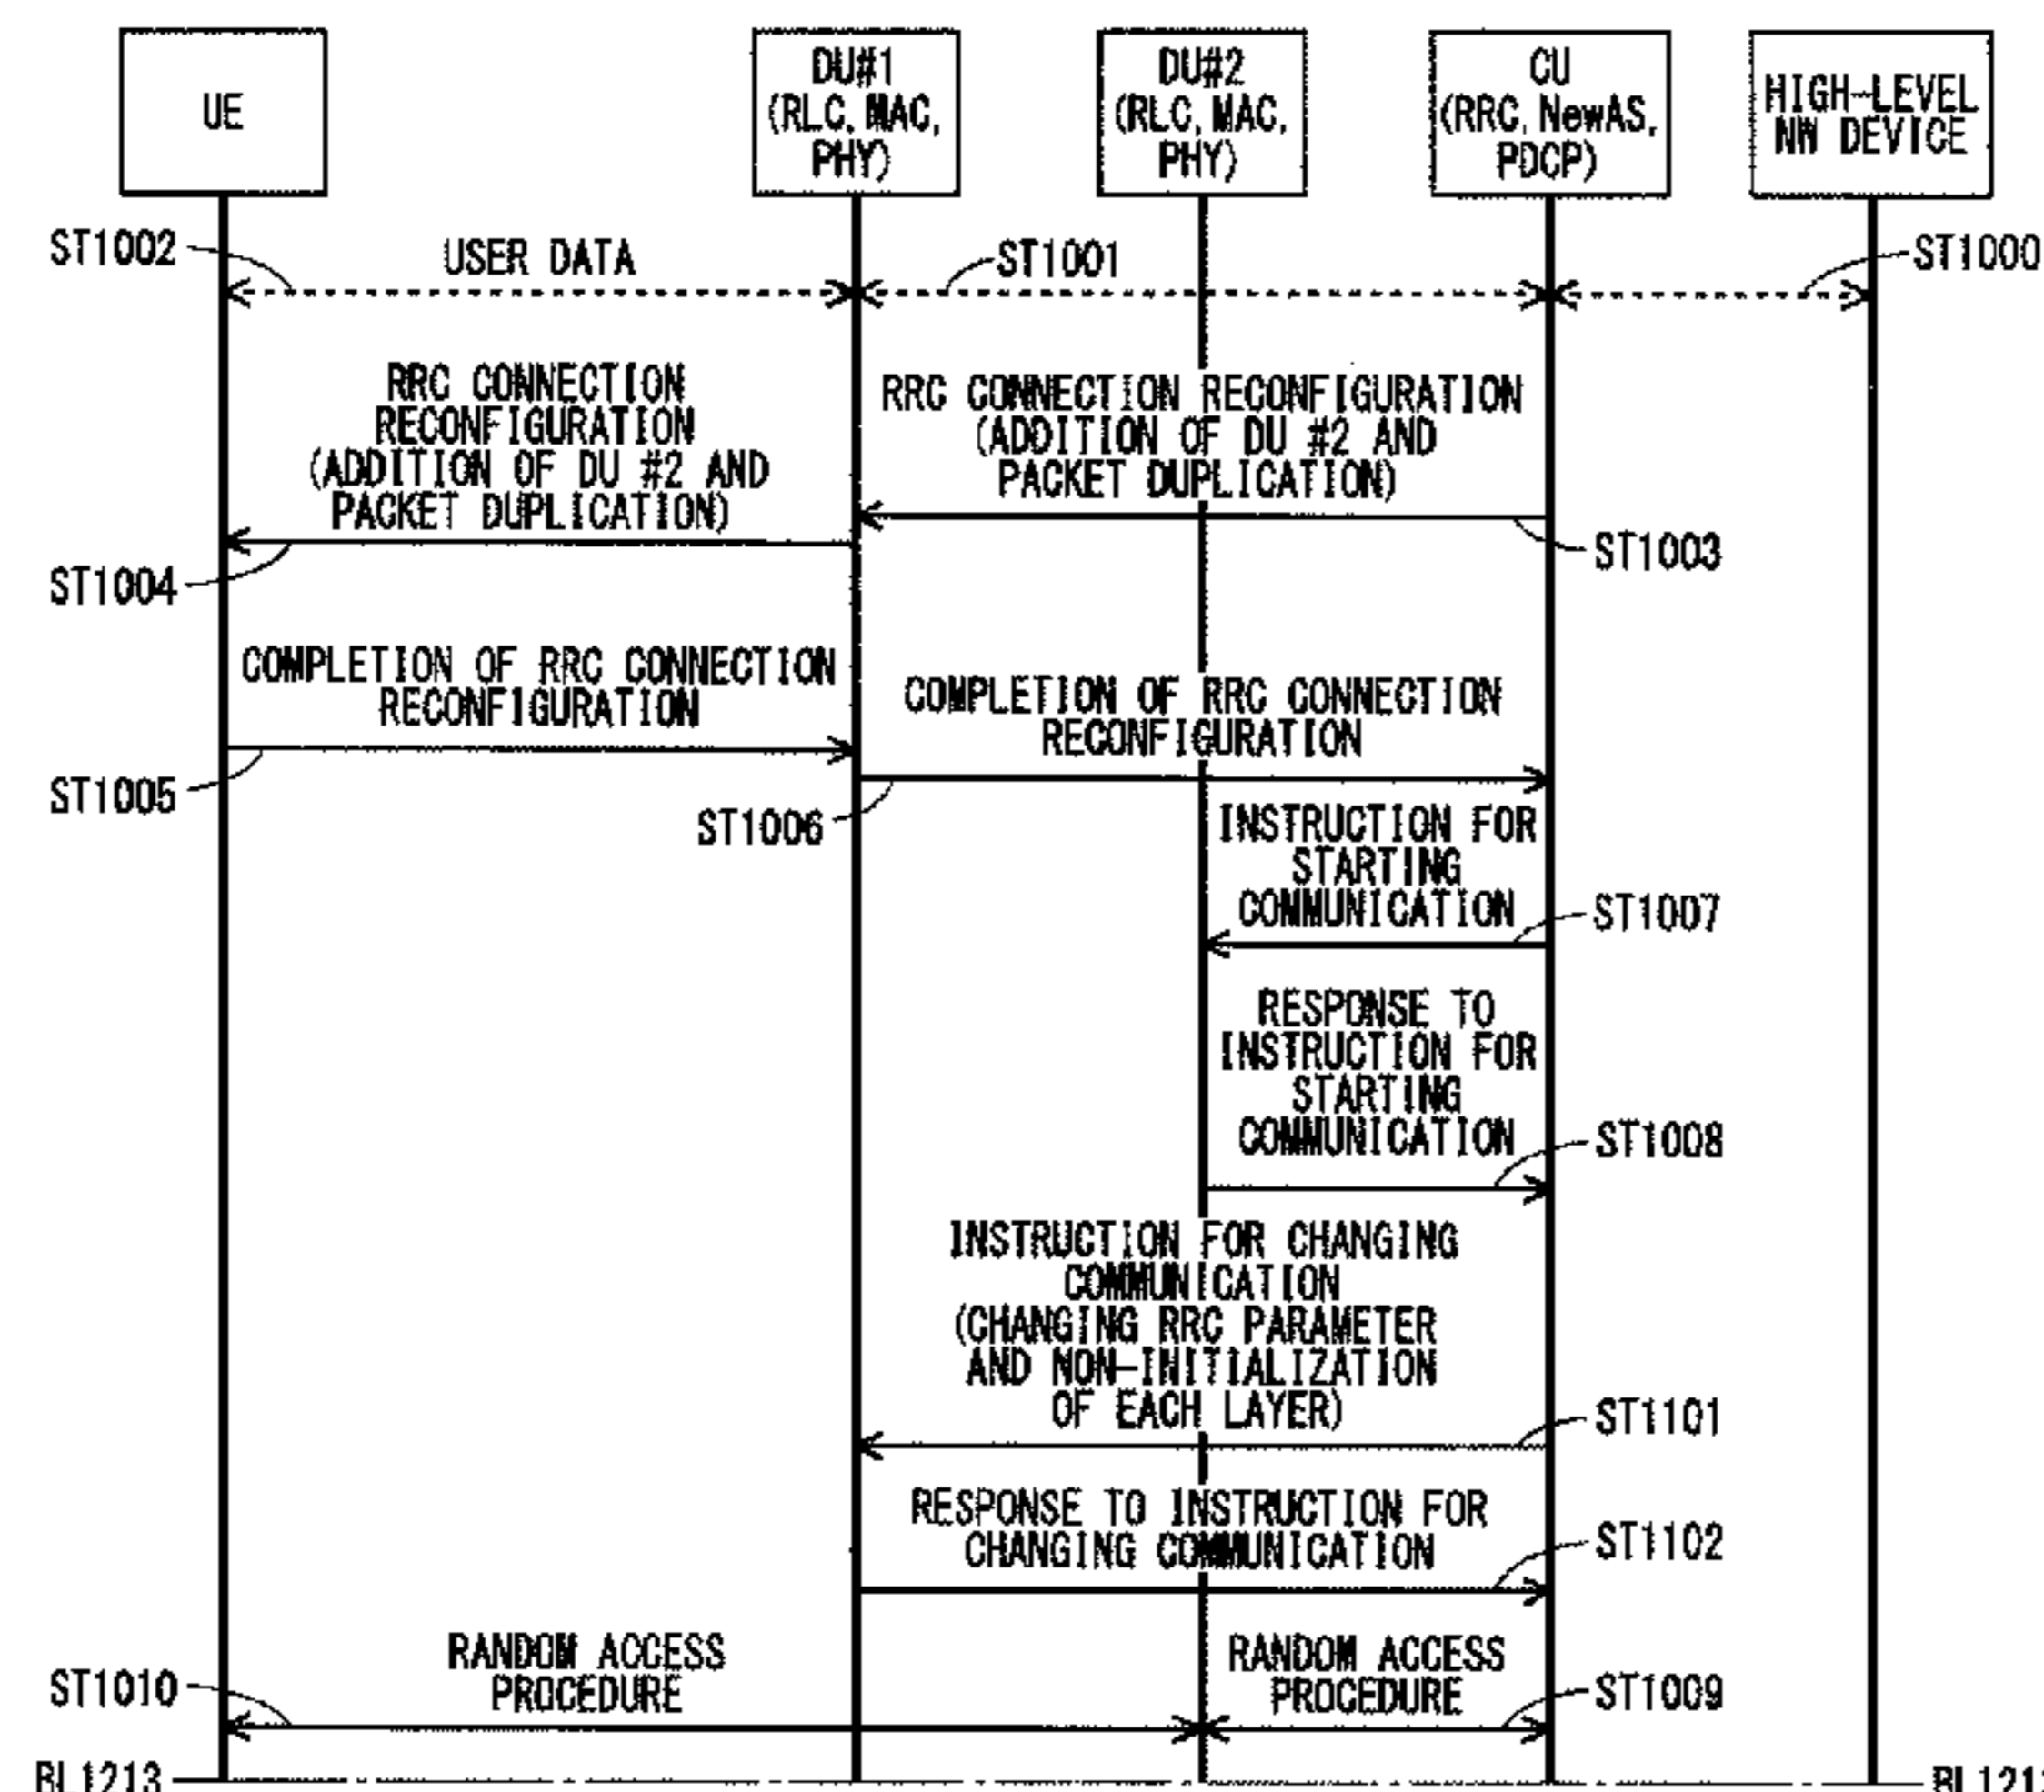 UE
DU#1
(RLC, MAC,
PHY)
DU#2
(RLC, MAC,
PHY)
CU
(RRC, NewAS,
PDCP)
HIGH-LEVEL
NW DEVICE
ST1002
USER DATA
ST1001
ST1000
RRC CONNECTION
RECONFIGURATION
(ADDITION OF DU #2 AND
PACKET DUPLICATION)
RRC CONNECTION RECONFIGURATION
(ADDITION OF DU #2 AND
PACKET DUPLICATION)
ST1003
ST1004
COMPLETION OF RRC CONNECTION
RECONFIGURATION
COMPLETION OF RRC CONNECTION
RECONFIGURATION
ST1005
ST1006
INSTRUCTION FOR
STARTING
COMMUNICATION
ST1007
RESPONSE TO
INSTRUCTION FOR
STARTING
COMMUNICATION
ST1008
INSTRUCTION FOR CHANGING
COMMUNICATION
(CHANGING RRC PARAMETER
AND NON-INITIALIZATION
OF EACH LAYER)
ST1101
RESPONSE TO INSTRUCTION FOR
CHANGING COMMUNICATION
ST1102
RANDOM ACCESS
PROCEDURE
RANDOM ACCESS
PROCEDURE
ST1010
ST1009
BL1213